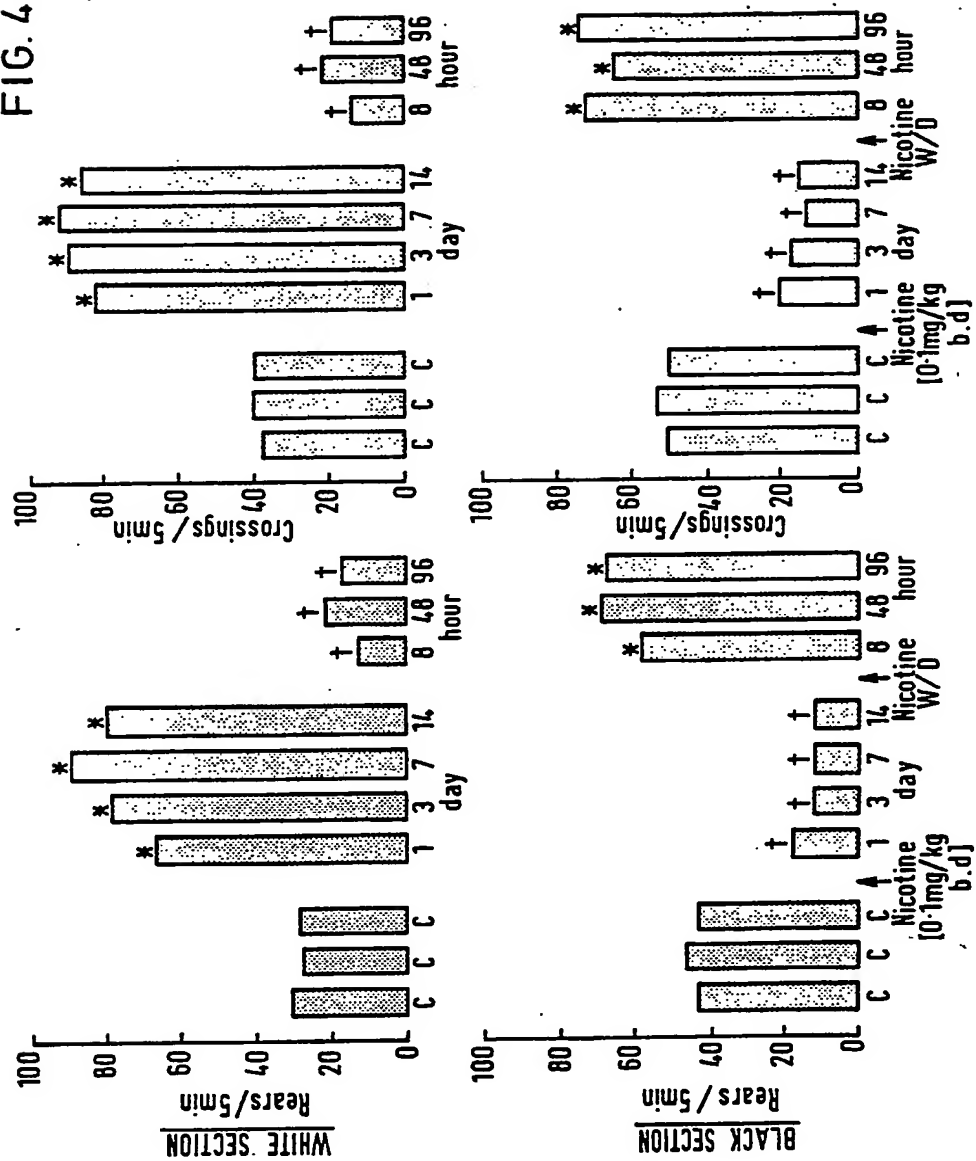 FIG. 4
WHITE SECTION
Rears/5min
100
80
60
40
20
0
* * * *
† † †
C C C 1 3 7 14 8 48 96
day hour
Crossings/5min
100
80
60
40
20
0
* * * *
† † †
C C C 1 3 7 14 8 48 96
day hour
BLACK SECTION
Rears/5min
100
80
60
40
20
0
† † † †
* * *
C C C 1 3 7 14 8 48 96
day hour
Nicotine
[0·1mg/kg
b.d]
Nicotine
W/D
Crossings/5min
100
80
60
40
20
0
† † † †
* * *
C C C 1 3 7 14 8 48 96
day hour
Nicotine
[0·1mg/kg
b.d]
Nicotine
W/D